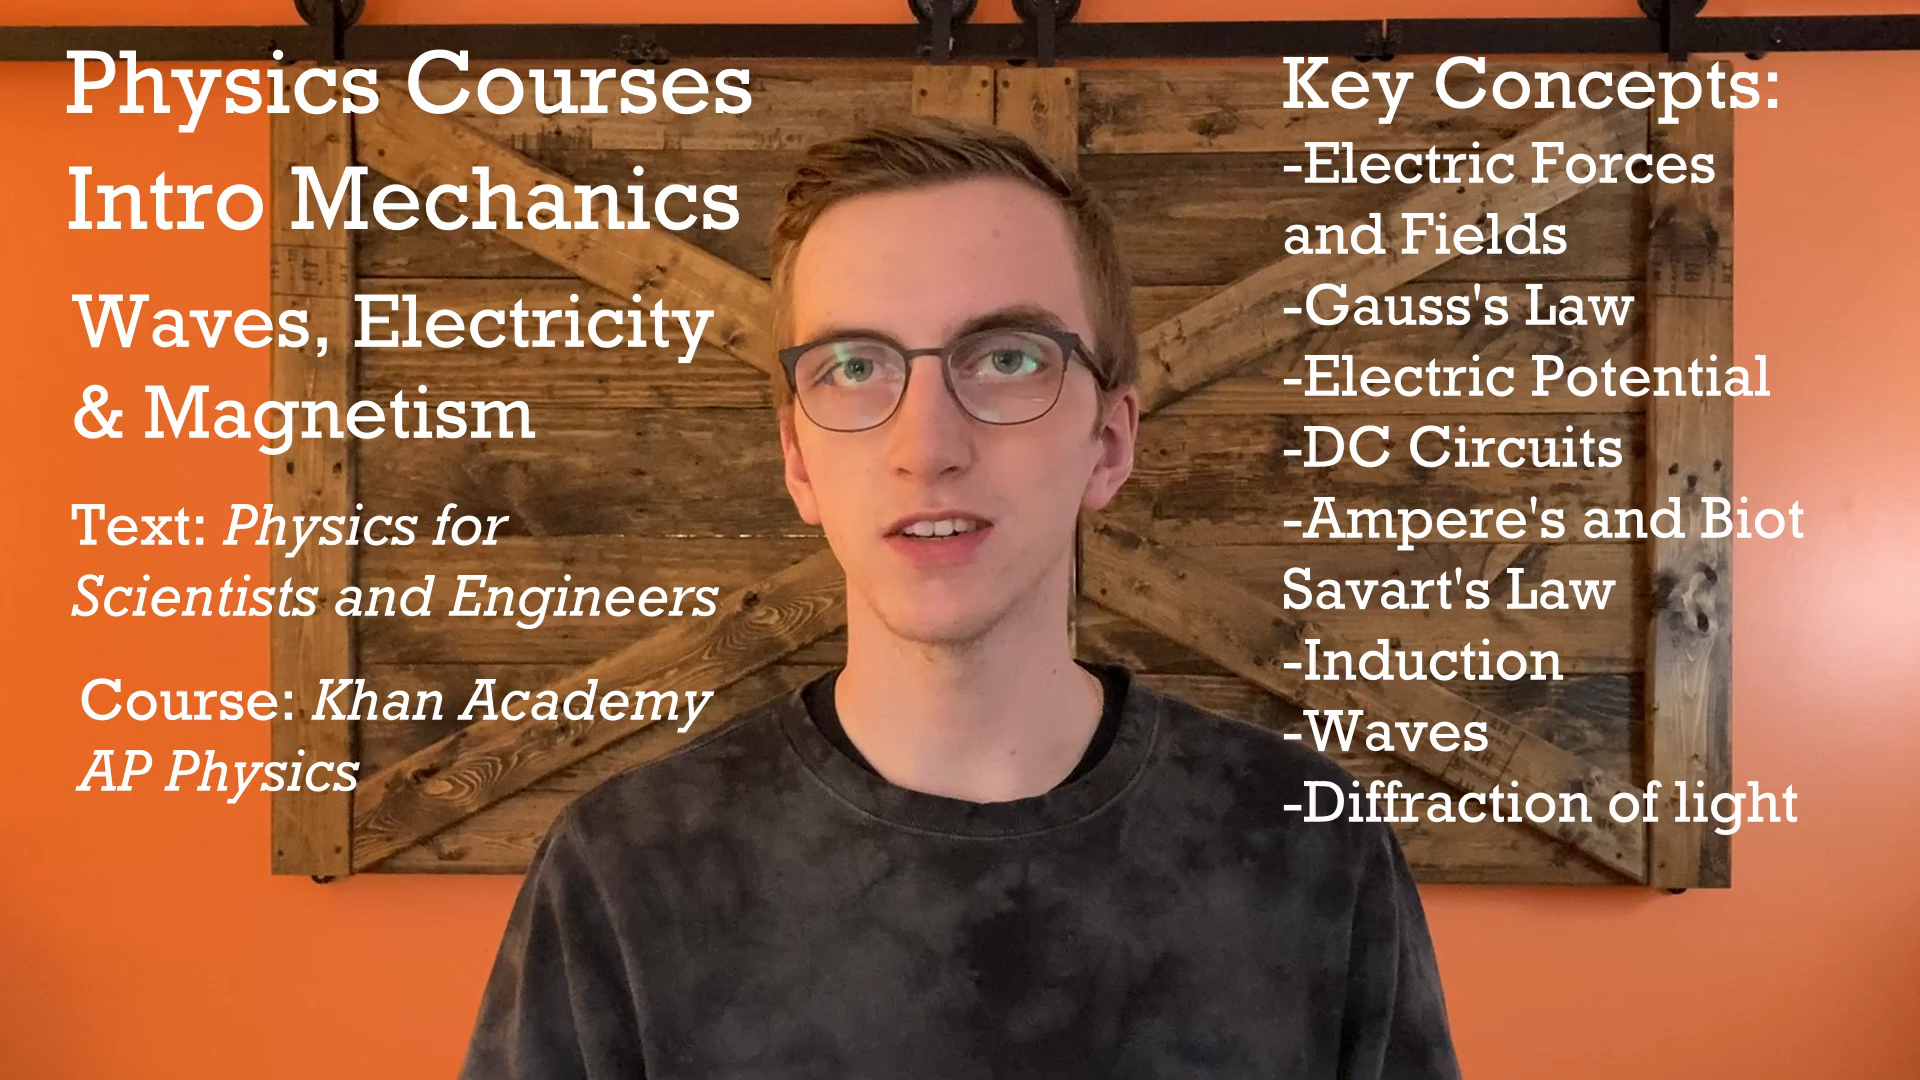 Physics Courses
Intro Mechanics
Waves, Electricity
& Magnetism
Text: Physics for
Scientists and Engineers
Course: Khan Academy
AP Physics
Key Concepts:
-Electric Forces
and Fields
-Gauss's Law
-Electric Potential
-DC Circuits
-Ampere's and Biot
Savart's Law
-Induction
-Waves
-Diffraction of light